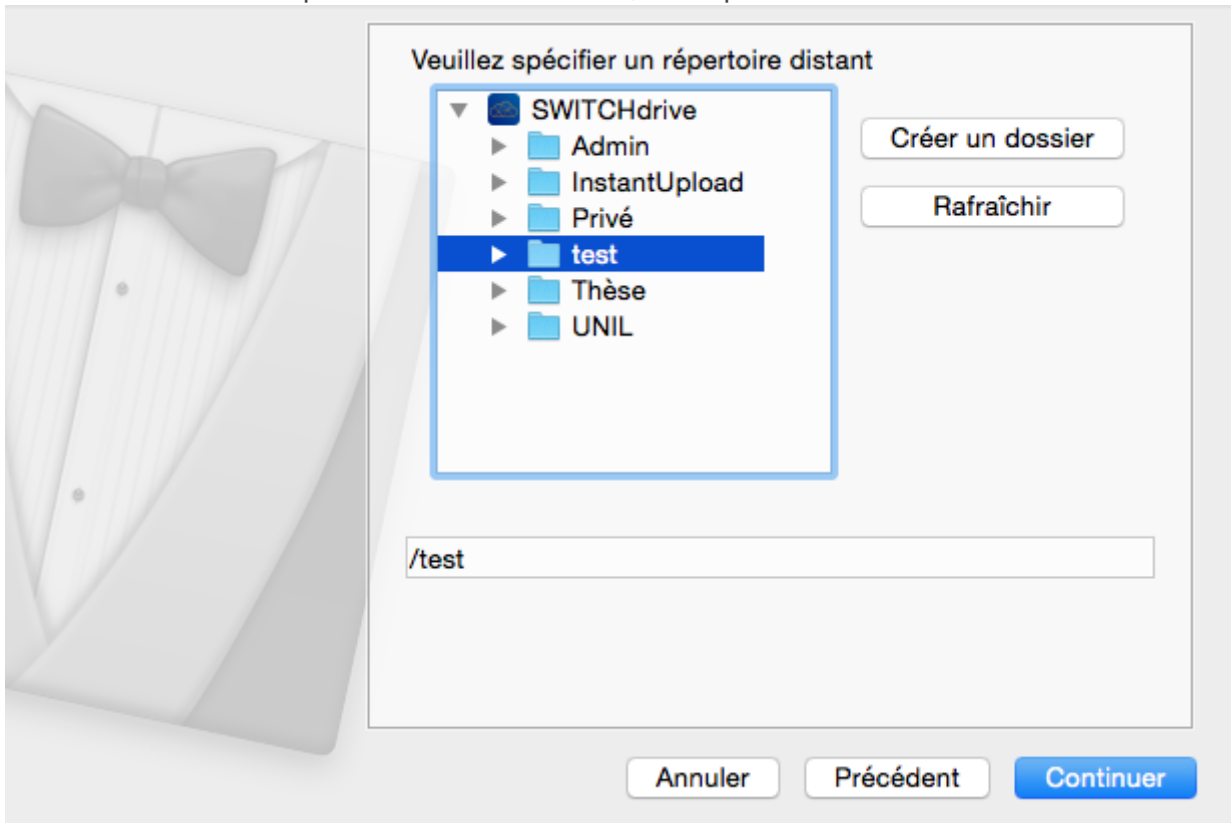 Veuillez spécifier un répertoire distant
SWITCHdrive
Admin
Créer un dossier
InstantUpload
Privé
Rafraîchir
test
Thèse
UNIL
/test
Annuler
Précédent
Continuer